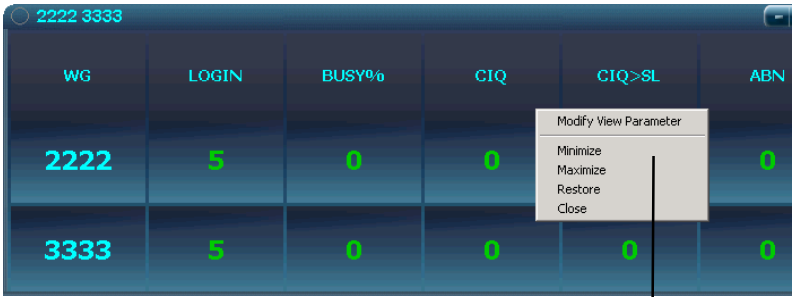 2222 3333
WG LOGIN BUSY% CIQ CIQ>SL ABN
Modify View Parameter
2222 5 0 0 0
Minimize
Maximize
Restore
Close
3333 5 0 0 0 0